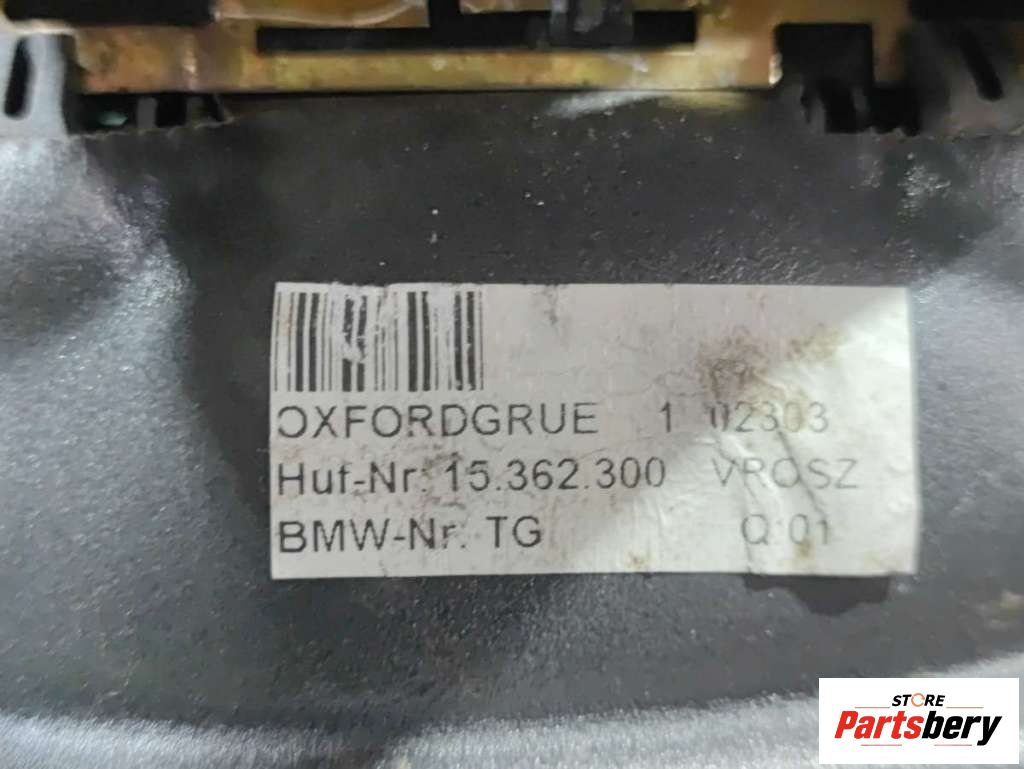 OXFORDGRUE 1 02303
Huf-Nr: 15.362.300 VROSZ
BMW-Nr. TG Q 01
STORE
Partsbery